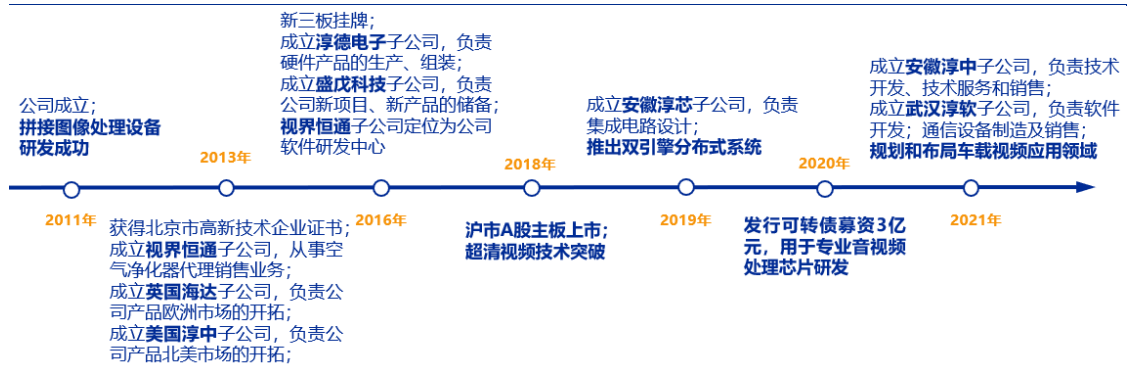 公司成立；
拼接图像处理设备
研发成功
2011年
2013年
获得北京市高新技术企业证书；
成立视界恒通子公司，从事空
气净化器代理销售业务；
成立英国海达子公司，负责公
司产品欧洲市场的开拓；
成立美国淳中子公司，负责公
司产品北美市场的开拓；
新三板挂牌；
成立淳德电子子公司，负责
硬件产品的生产、组装；
成立盛戊科技子公司，负责
公司新项目、新产品的储备；
视界恒通子公司定位为公司
软件研发中心
2016年
2018年
沪市A股主板上市；
超清视频技术突破
成立安徽淳芯子公司，负责
集成电路设计；
推出双引擎分布式系统
2019年
2020年
发行可转债募资3亿
元，用于专业音视频
处理芯片研发
成立安徽淳中子公司，负责技术
开发、技术服务和销售；
成立武汉淳软子公司，负责软件
开发；通信设备制造及销售；
规划和布局车载视频应用领域
2021年